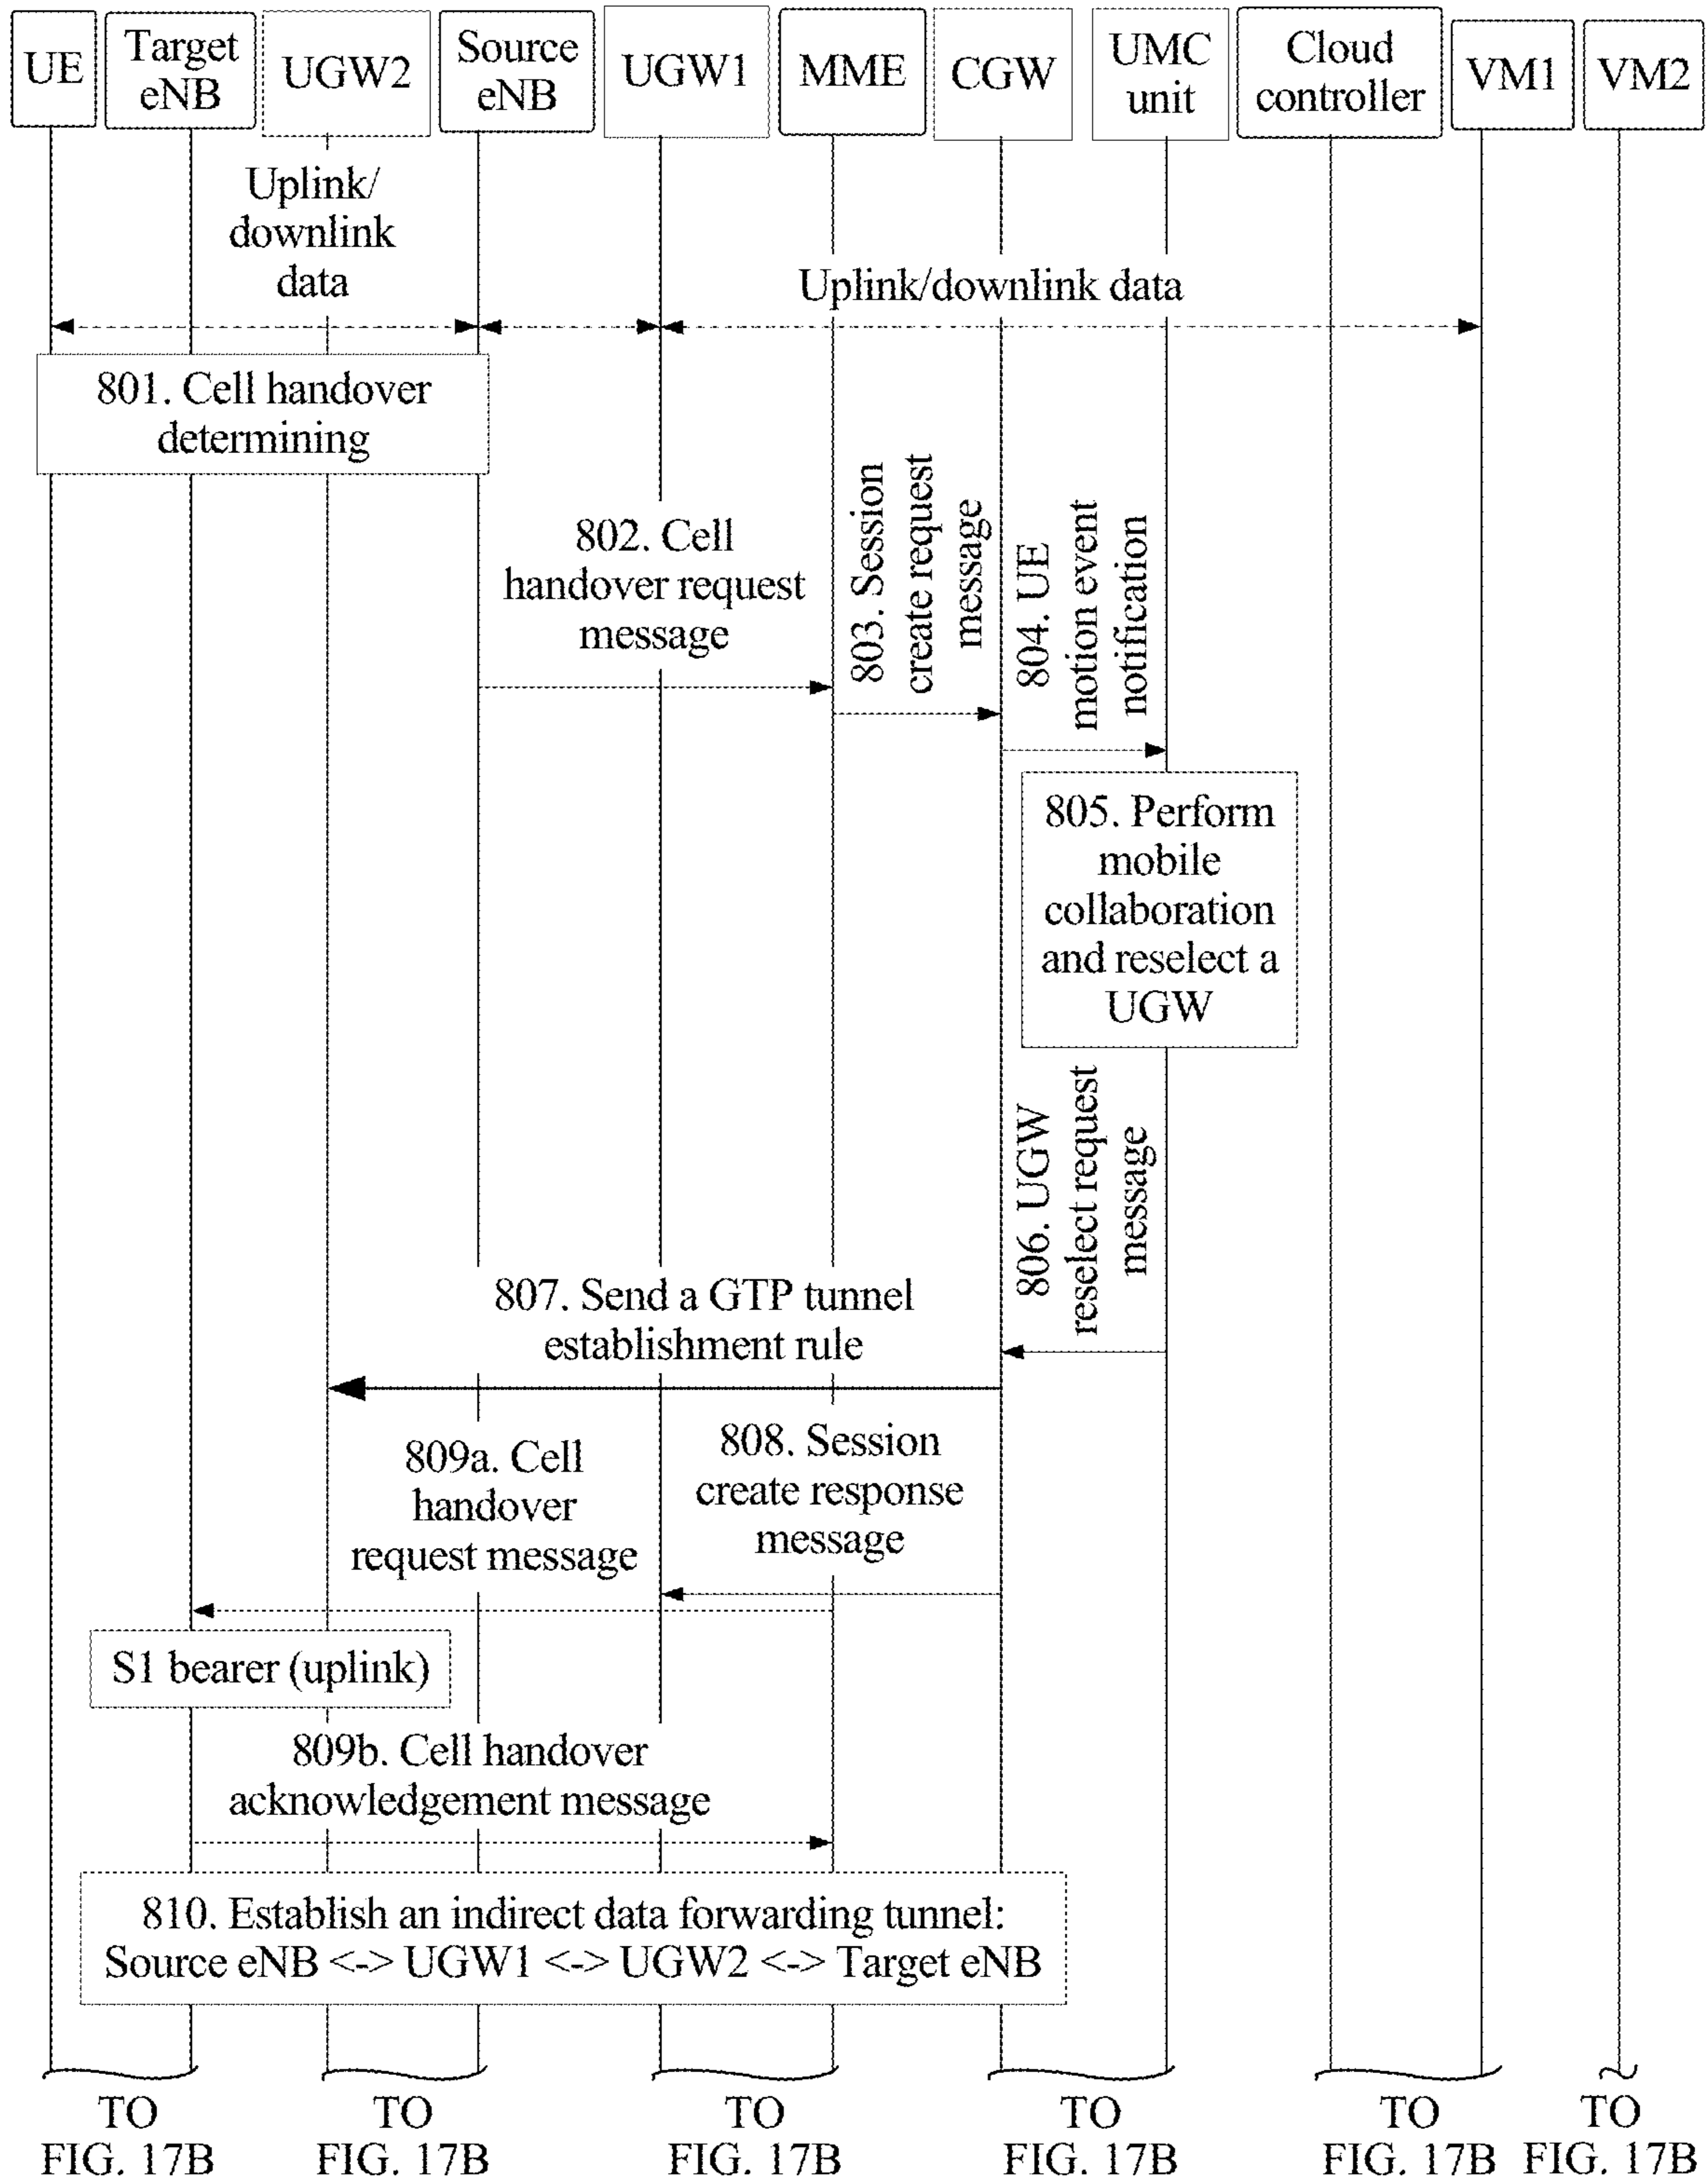 UE
Target
eNB
UGW2
Source
eNB
UGW1
MME
CGW
UMC
unit
Cloud
controller
VM1
VM2
Uplink/
downlink
data
Uplink/downlink data
801. Cell handover
determining
802. Cell
handover request
message
803. Session
create request
message
804. UE
motion event
notification
805. Perform
mobile
collaboration
and reselect a
UGW
806. UGW
reselect request
message
807. Send a GTP tunnel
establishment rule
808. Session
create response
message
809a. Cell
handover
request message
S1 bearer (uplink)
809b. Cell handover
acknowledgement message
810. Establish an indirect data forwarding tunnel:
Source eNB <-> UGW1 <-> UGW2 <-> Target eNB
TO
FIG. 17B
TO
FIG. 17B
TO
FIG. 17B
TO
FIG. 17B
TO
FIG. 17B
TO
FIG. 17B